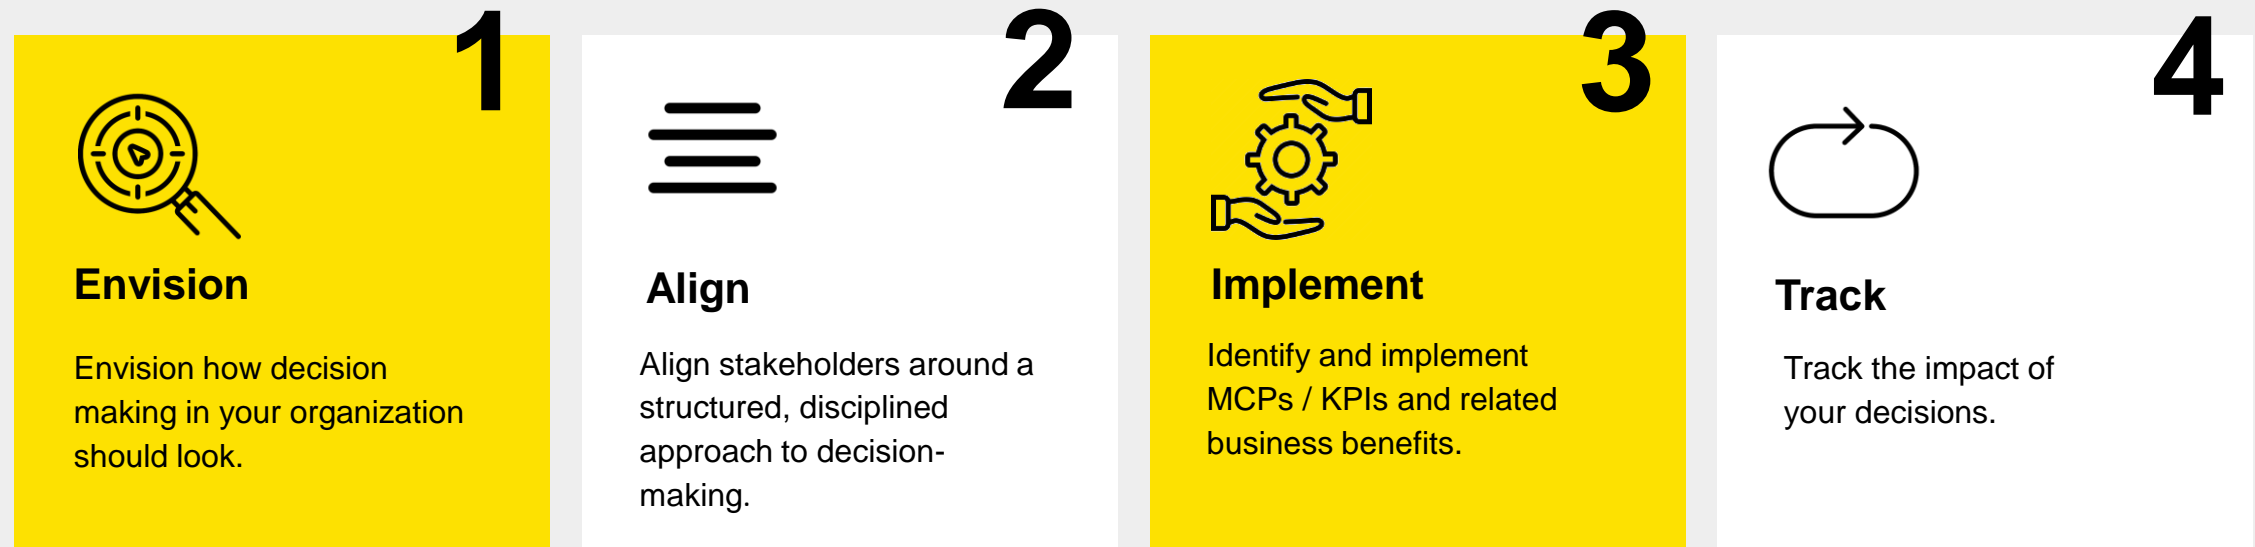 1
Envision
Envision how decision
making in your organization
should look.
2
Align
Align stakeholders around a
structured, disciplined
approach to decision-
making.
3
Implement
Identify and implement
MCPs / KPIs and related
business benefits.
4
Track
Track the impact of
your decisions.